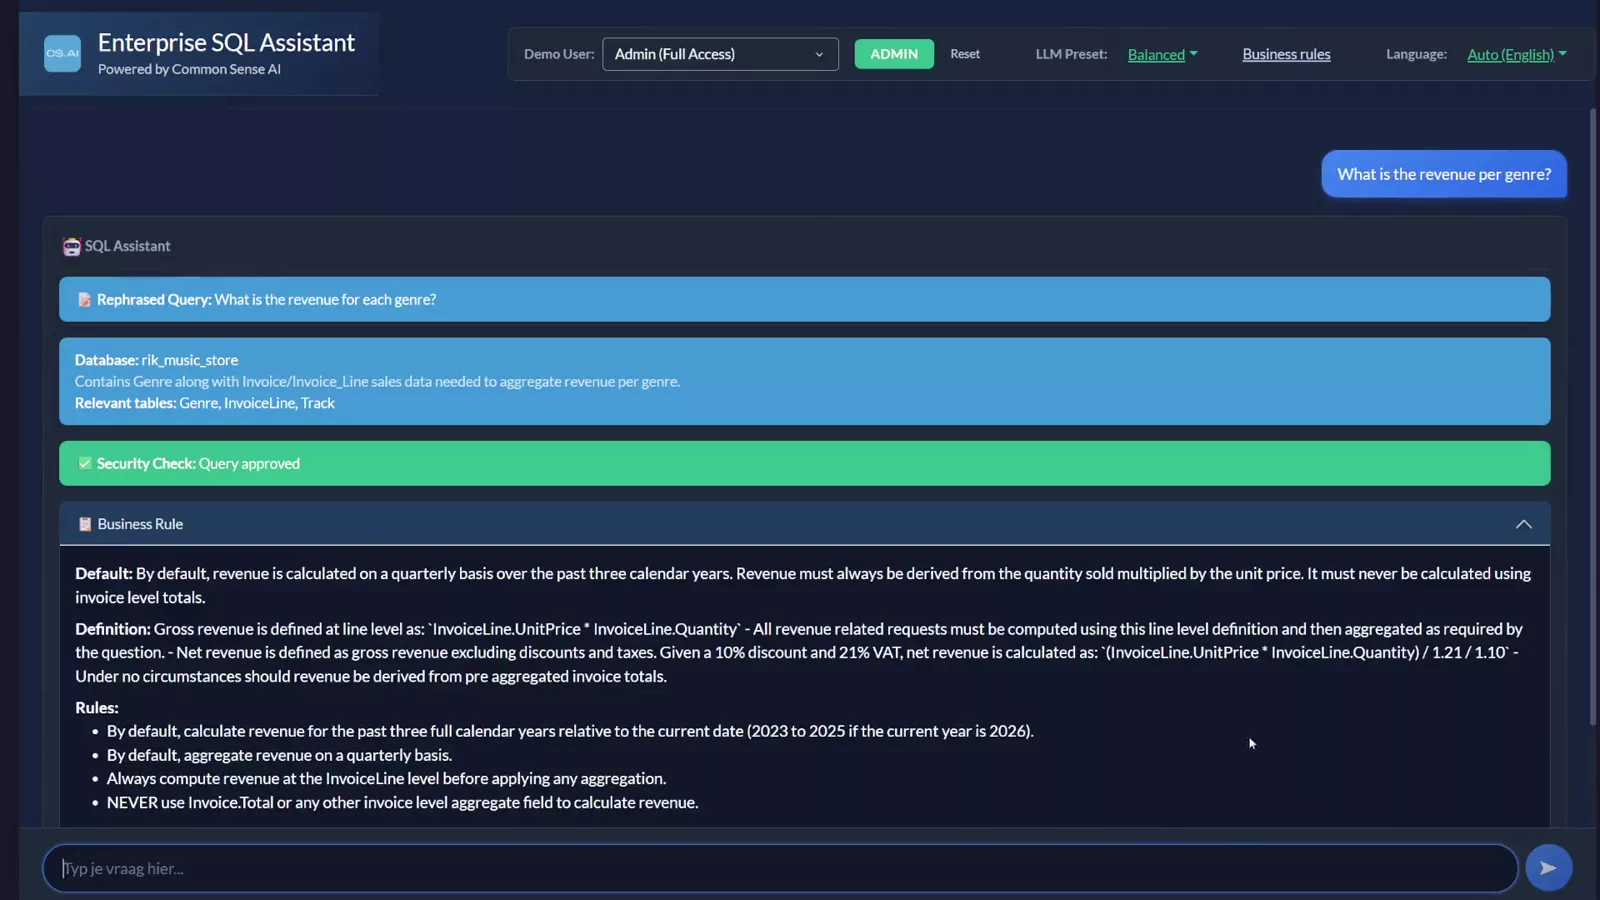 CS.AI
Enterprise SQL Assistant
Powered by Common Sense AI
Demo User: Admin (Full Access) ADMIN Reset LLM Preset: Balanced Business rules Language: Auto (English)
What is the revenue per genre?
SQL Assistant
Rephrased Query: What is the revenue for each genre?
Database: rik_music_store
Contains Genre along with Invoice/Invoice_Line sales data needed to aggregate revenue per genre.
Relevant tables: Genre, InvoiceLine, Track
Security Check: Query approved
Business Rule
Default: By default, revenue is calculated on a quarterly basis over the past three calendar years. Revenue must always be derived from the quantity sold multiplied by the unit price. It must never be calculated using
invoice level totals.
Definition: Gross revenue is defined at line level as: `InvoiceLine.UnitPrice * InvoiceLine.Quantity` - All revenue related requests must be computed using this line level definition and then aggregated as required by
the question. - Net revenue is defined as gross revenue excluding discounts and taxes. Given a 10% discount and 21% VAT, net revenue is calculated as: `(InvoiceLine.UnitPrice * InvoiceLine.Quantity) / 1.21 / 1.10` -
Under no circumstances should revenue be derived from pre aggregated invoice totals.
Rules:
• By default, calculate revenue for the past three full calendar years relative to the current date (2023 to 2025 if the current year is 2026).
• By default, aggregate revenue on a quarterly basis.
• Always compute revenue at the InvoiceLine level before applying any aggregation.
• NEVER use Invoice.Total or any other invoice level aggregate field to calculate revenue.
Typ je vraag hier...